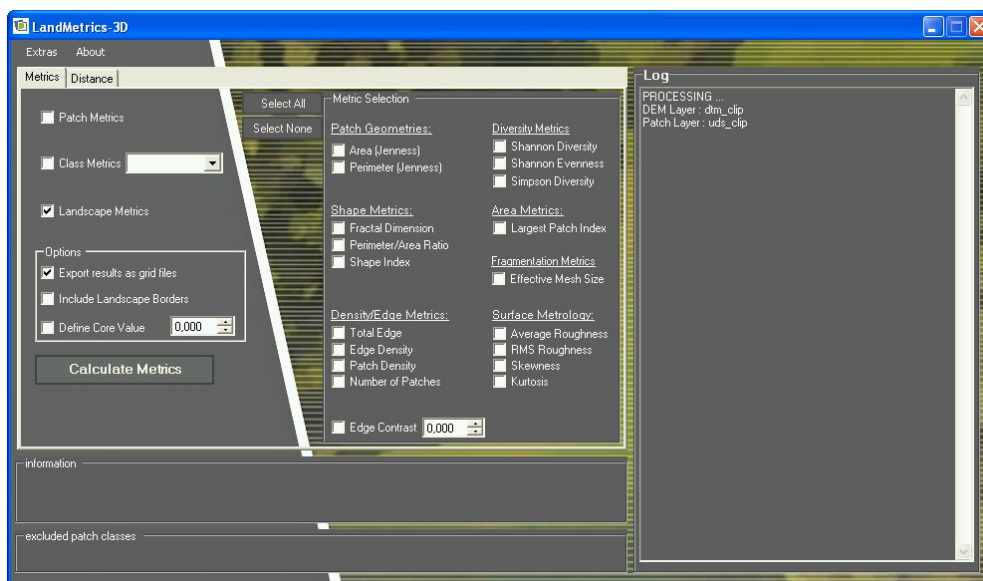 LandMetrics-3D
Extras About
Metrics Distance
Patch Metrics
Class Metrics
Landscape Metrics
Options
Export results as grid files
Include Landscape Borders
Define Core Value 0,000
Calculate Metrics
Select All
Select None
Metric Selection
Patch Geometries:
Area (Jenness)
Perimeter (Jenness)
Shape Metrics:
Fractal Dimension
Perimeter/Area Ratio
Shape Index
Density/Edge Metrics:
Total Edge
Edge Density
Patch Density
Number of Patches
Edge Contrast 0,000
Diversity Metrics
Shannon Diversity
Shannon Evenness
Simpson Diversity
Area Metrics:
Largest Patch Index
Fragmentation Metrics
Effective Mesh Size
Surface Metrology:
Average Roughness
RMS Roughness
Skewness
Kurtosis
information
excluded patch classes
Log
PROCESSING ...
DEM Layer : dtm_clip
Patch Layer : uds_clip